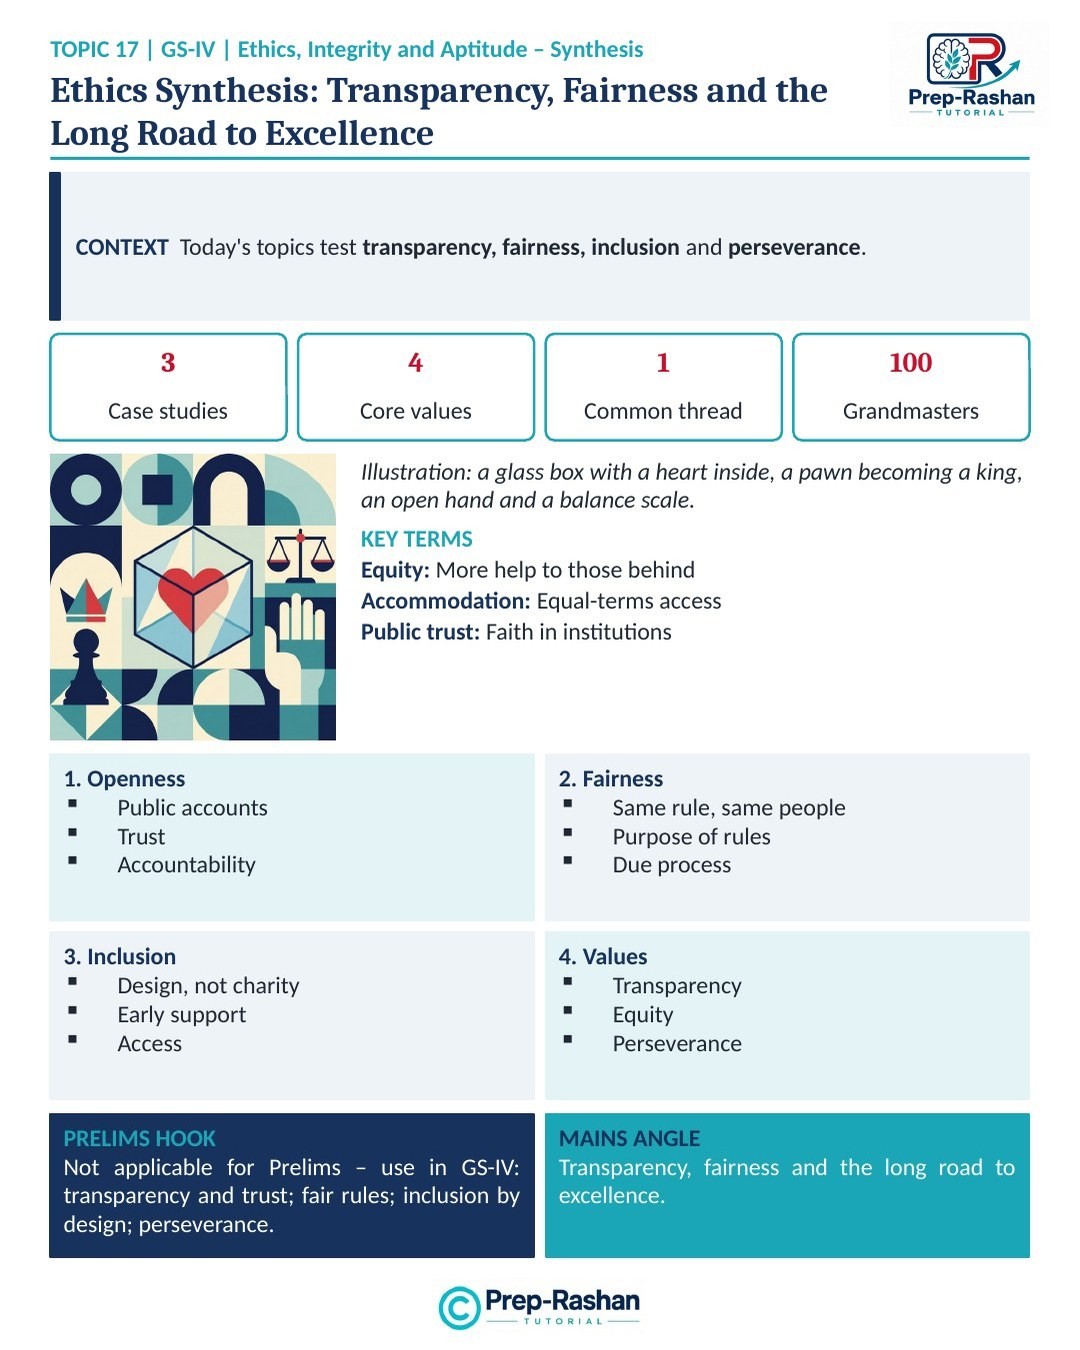 TOPIC 17 | GS-IV | Ethics, Integrity and Aptitude – Synthesis
Ethics Synthesis: Transparency, Fairness and the
Long Road to Excellence
Prep-Rashan
TUTORIAL
CONTEXT Today's topics test transparency, fairness, inclusion and perseverance.
3
Case studies
4
Core values
1
Common thread
100
Grandmasters
Illustration: a glass box with a heart inside, a pawn becoming a king,
an open hand and a balance scale.
KEY TERMS
Equity: More help to those behind
Accommodation: Equal-terms access
Public trust: Faith in institutions
1. Openness
▪ Public accounts
▪ Trust
▪ Accountability
2. Fairness
▪ Same rule, same people
▪ Purpose of rules
▪ Due process
3. Inclusion
▪ Design, not charity
▪ Early support
▪ Access
4. Values
▪ Transparency
▪ Equity
▪ Perseverance
PRELIMS HOOK
Not applicable for Prelims – use in GS-IV:
transparency and trust; fair rules; inclusion by
design; perseverance.
MAINS ANGLE
Transparency, fairness and the long road to
excellence.
© Prep-Rashan
TUTORIAL